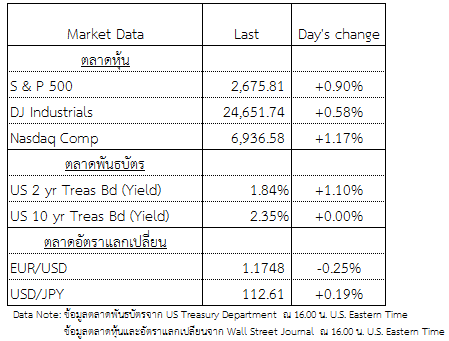 Market Data Last Day's change
ตลาดหุ้น
S & P 500 2,675.81 +0.90%
DJ Industrials 24,651.74 +0.58%
Nasdaq Comp 6,936.58 +1.17%
ตลาดพันธบัตร
US 2 yr Treas Bd (Yield) 1.84% +1.10%
US 10 yr Treas Bd (Yield) 2.35% +0.00%
ตลาดอัตราแลกเปลี่ยน
EUR/USD 1.1748 -0.25%
USD/JPY 112.61 +0.19%
Data Note: ข้อมูลตลาดพันธบัตรจาก US Treasury Department ณ 16.00 น. U.S. Eastern Time
ข้อมูลตลาดหุ้นและอัตราแลกเปลี่ยนจาก Wall Street Journal ณ 16.00 น. U.S. Eastern Time